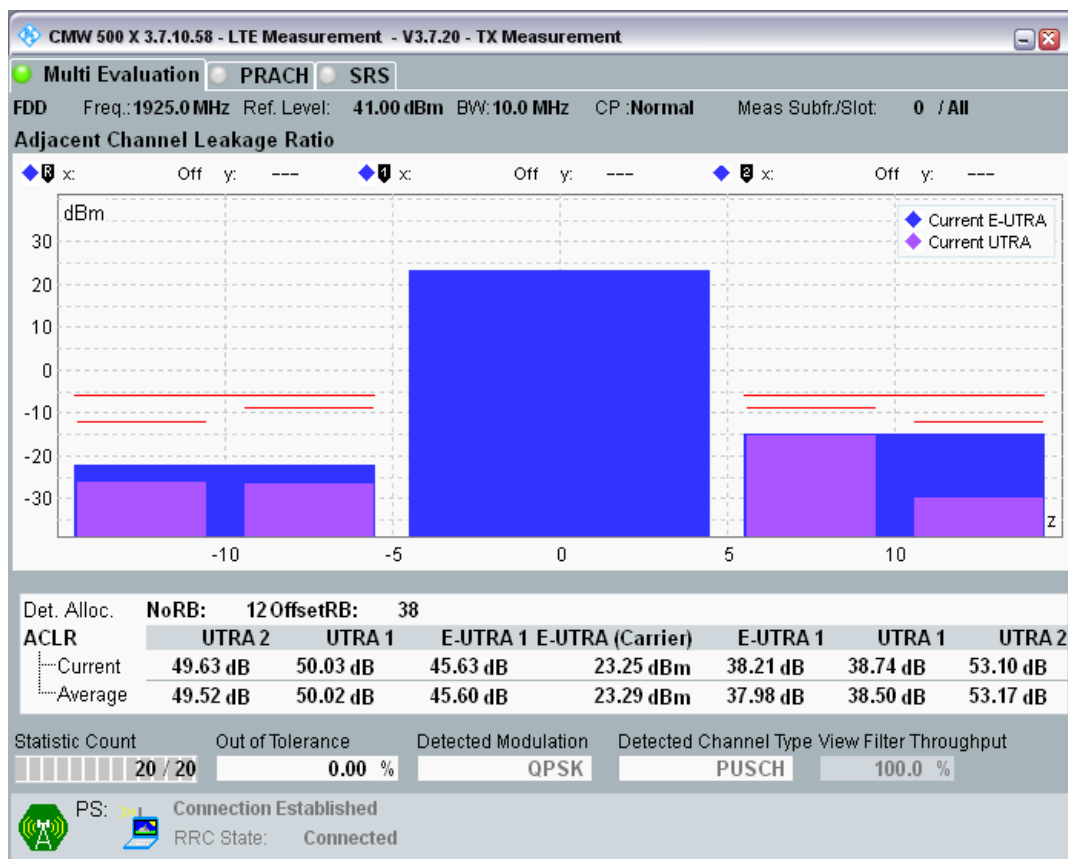 CMW 500 X 3.7.10.58 - LTE Measurement - V3.7.20 - TX Measurement
Multi Evaluation PRACH SRS
FDD Freq.: 1925.0 MHz Ref. Level: 41.00 dBm BW: 10.0 MHz CP :Normal Meas Subfr./Slot: 0 / All
Adjacent Channel Leakage Ratio
R x: Off y: --- 1 x: Off y: --- 2 x: Off y: ---
dBm
Current E-UTRA
Current UTRA
30
20
10
0
-10
-20
-30
z
-10 -5 0 5 10
Det. Alloc. NoRB: 12 OffsetRB: 38
ACLR UTRA 2 UTRA 1 E-UTRA 1 E-UTRA (Carrier) E-UTRA 1 UTRA 1 UTRA 2
Current 49.63 dB 50.03 dB 45.63 dB 23.25 dBm 38.21 dB 38.74 dB 53.10 dB
Average 49.52 dB 50.02 dB 45.60 dB 23.29 dBm 37.98 dB 38.50 dB 53.17 dB
Statistic Count Out of Tolerance Detected Modulation Detected Channel Type View Filter Throughput
20 / 20 0.00 % QPSK PUSCH 100.0 %
PS: Connection Established
RRC State: Connected